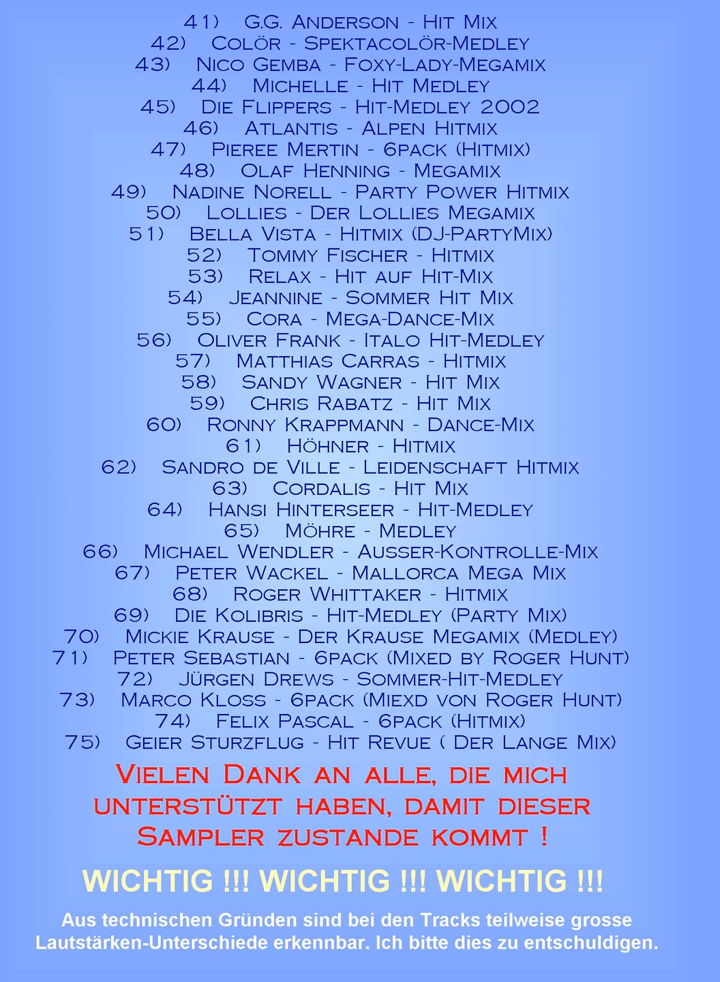 41) G.G. Anderson - Hit Mix
42) Colör - Spektacolör-Medley
43) Nico Gemba - Foxy-Lady-Megamix
44) Michelle - Hit Medley
45) Die Flippers - Hit-Medley 2002
46) Atlantis - Alpen Hitmix
47) Pieree Mertin - 6pack (Hitmix)
48) Olaf Henning - Megamix
49) Nadine Norell - Party Power Hitmix
50) Lollies - Der Lollies Megamix
51) Bella Vista - Hitmix (DJ-PartyMix)
52) Tommy Fischer - Hitmix
53) Relax - Hit auf Hit-Mix
54) Jeannine - Sommer Hit Mix
55) Cora - Mega-Dance-Mix
56) Oliver Frank - Italo Hit-Medley
57) Matthias Carras - Hitmix
58) Sandy Wagner - Hit Mix
59) Chris Rabatz - Hit Mix
60) Ronny Krappmann - Dance-Mix
61) Höhner - Hitmix
62) Sandro de Ville - Leidenschaft Hitmix
63) Cordalis - Hit Mix
64) Hansi Hinterseer - Hit-Medley
65) Möhre - Medley
66) Michael Wendler - Ausser-Kontrolle-Mix
67) Peter Wackel - Mallorca Mega Mix
68) Roger Whittaker - Hitmix
69) Die Kolibris - Hit-Medley (Party Mix)
70) Mickie Krause - Der Krause Megamix (Medley)
71) Peter Sebastian - 6pack (Mixed by Roger Hunt)
72) Jürgen Drews - Sommer-Hit-Medley
73) Marco Kloss - 6pack (Miexd von Roger Hunt)
74) Felix Pascal - 6pack (Hitmix)
75) Geier Sturzflug - Hit Revue ( Der Lange Mix)
Vielen Dank an alle, die mich
unterstützt haben, damit dieser
Sampler zustande kommt !
WICHTIG !!! WICHTIG !!! WICHTIG !!!
Aus technischen Gründen sind bei den Tracks teilweise grosse
Lautstärken-Unterschiede erkennbar. Ich bitte dies zu entschuldigen.